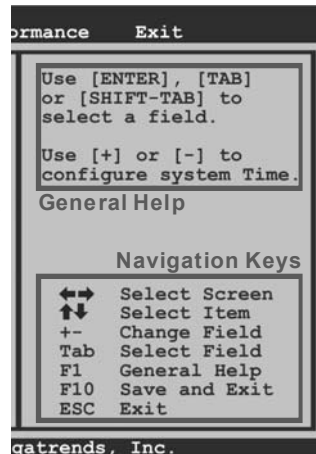 Exit
Use [ENTER], [TAB]
or [SHIFT-TAB] to
select a field.
Use [+] or [-] to
configure system Time.
General Help
Navigation Keys
Select Screen
Select Item
+- Change Field
Tab Select Field
F1 General Help
F10 Save and Exit
ESC Exit
Inc.